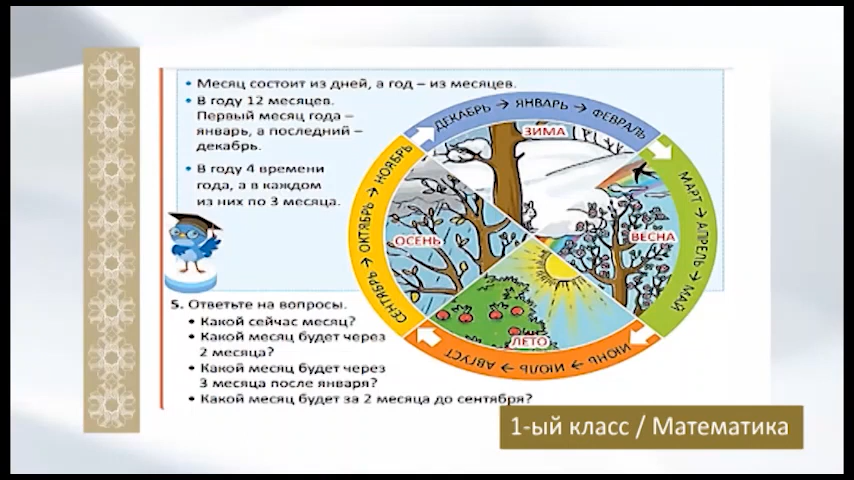 • Месяц состоит из дней, а год – из месяцев.
• В году 12 месяцев.
Первый месяц года –
январь, а последний –
декабрь.
• В году 4 времени
года, а в каждом
из них по 3 месяца.
ДЕКАБРЬ → ЯНВАРЬ → ФЕВРАЛЬ
ЗИМА
МАРТ → АПРЕЛЬ → МАЙ
ВЕСНА
ИЮНЬ → ИЮЛЬ → АВГУСТ
ЛЕТО
СЕНТЯБРЬ → ОКТЯБРЬ → НОЯБРЬ
ОСЕНЬ
5. Ответьте на вопросы.
• Какой сейчас месяц?
• Какой месяц будет через
2 месяца?
• Какой месяц будет через
3 месяца после января?
• Какой месяц будет за 2 месяца до сентября?
1-ый класс / Математика